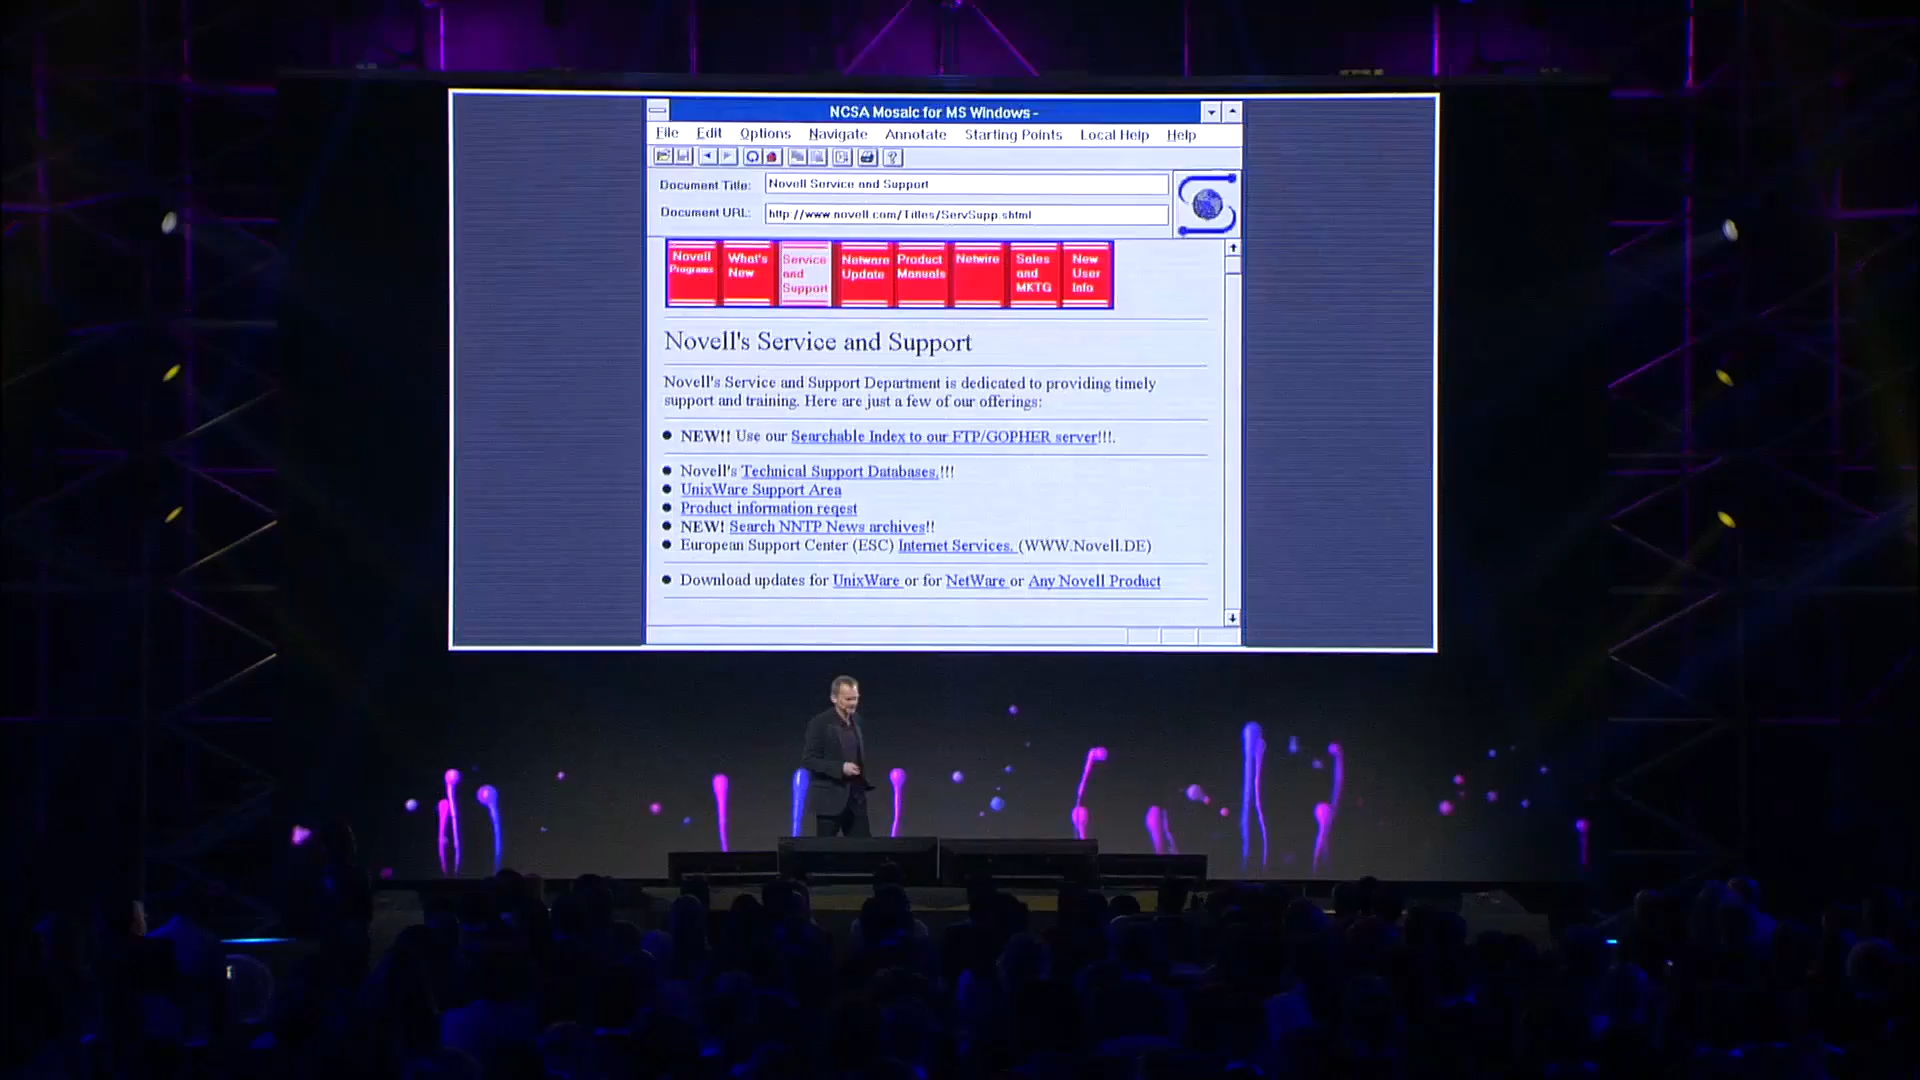 NCSA Mosaic for MS Windows -
File Edit Options Navigate Annotate Starting Points Local Help Help
Document Title: Novell Service and Support
Document URL: http://www.novell.com/Titles/ServSupp.shtml
Novell Programs
What's New
Service and Support
Netware Update
Product Manuals
Netwire
Sales and MKTG
New User Info
Novell's Service and Support
Novell's Service and Support Department is dedicated to providing timely
support and training. Here are just a few of our offerings:
NEW!! Use our Searchable Index to our FTP/GOPHER server!!!.
Novell's Technical Support Databases.!!!
UnixWare Support Area
Product information reqest
NEW! Search NNTP News archives!!
European Support Center (ESC) Internet Services. (WWW.Novell.DE)
Download updates for UnixWare or for NetWare or Any Novell Product